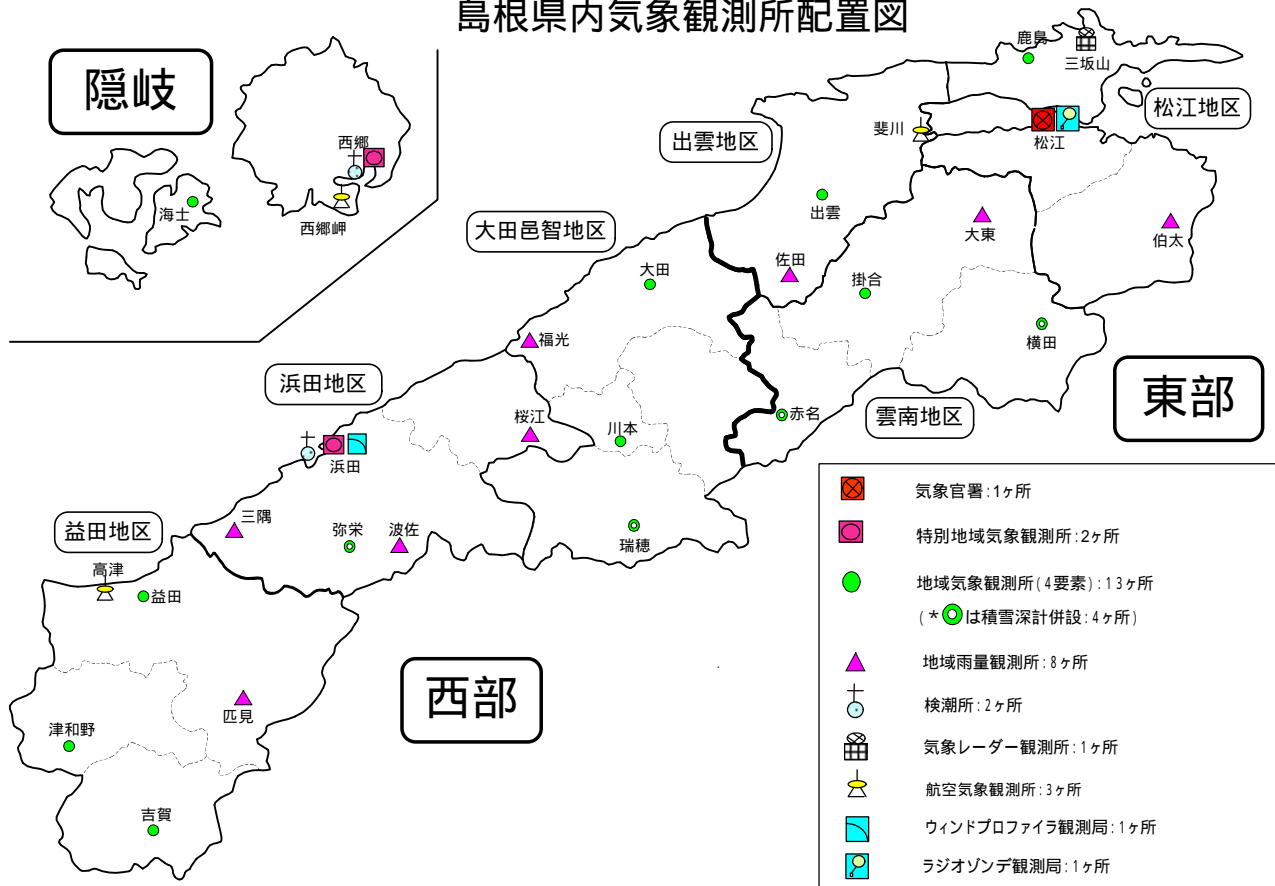 島根県内気象観測所配置図
隠岐
西郷
海士
西郷岬
鹿島
三坂山
松江地区
出雲地区
斐川
松江
出雲
大東
伯太
大田邑智地区
佐田
掛合
大田
横田
福光
東部
浜田地区
赤名
雲南地区
桜江
川本
浜田
益田地区
三隅
弥栄
波佐
瑞穂
高津
益田
西部
匹見
津和野
吉賀
気象官署:1ヶ所
特別地域気象観測所:2ヶ所
地域気象観測所(4要素):13ヶ所
(*◎は積雪深計併設:4ヶ所)
地域雨量観測所:8ヶ所
検潮所:2ヶ所
気象レーダー観測所:1ヶ所
航空気象観測所:3ヶ所
ウィンドプロファイラ観測局:1ヶ所
ラジオゾンデ観測局:1ヶ所